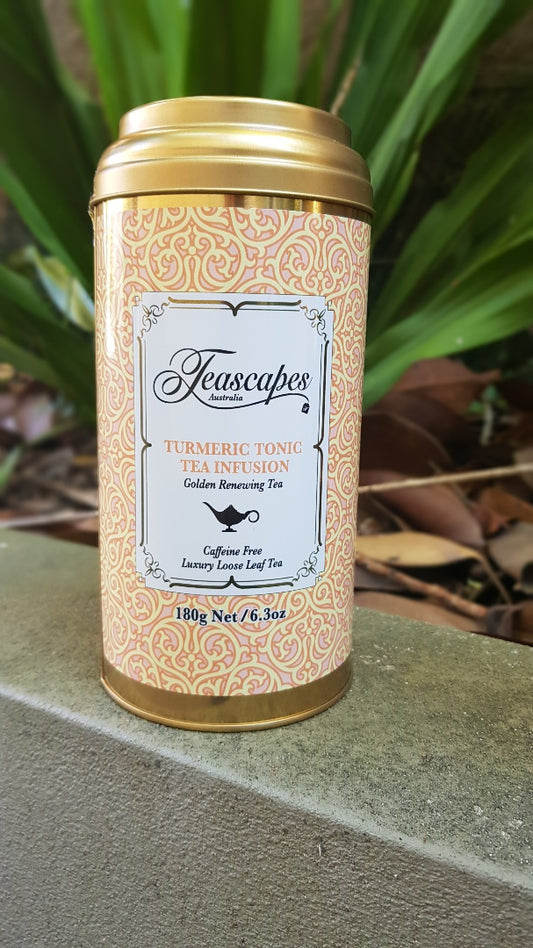 Teascapes
Australia
TURMERIC TONIC
TEA INFUSION
Golden Renewing Tea
Caffeine Free
Luxury Loose Leaf Tea
180g Net / 6.3oz